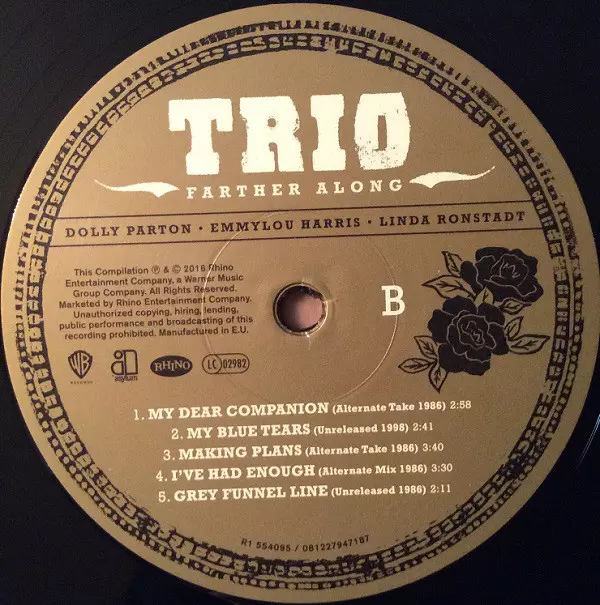 TRIO
FARTHER ALONG
DOLLY PARTON • EMMYLOU HARRIS • LINDA RONSTADT
This Compilation ℗ & © 2016 Rhino
Entertainment Company, a Warner Music
Group Company. All Rights Reserved.
Marketed by Rhino Entertainment Company.
Unauthorized copying, hiring, lending,
public performance and broadcasting of this
recording prohibited. Manufactured in E.U.
B
WB
RECORDS
asylum
RHINO
LC 02982
1. MY DEAR COMPANION (Alternate Take 1986) 2:58
2. MY BLUE TEARS (Unreleased 1998) 2:41
3. MAKING PLANS (Alternate Take 1986) 3:40
4. I'VE HAD ENOUGH (Alternate Mix 1986) 3:30
5. GREY FUNNEL LINE (Unreleased 1986) 2:11
R1 554095 / 081227947187